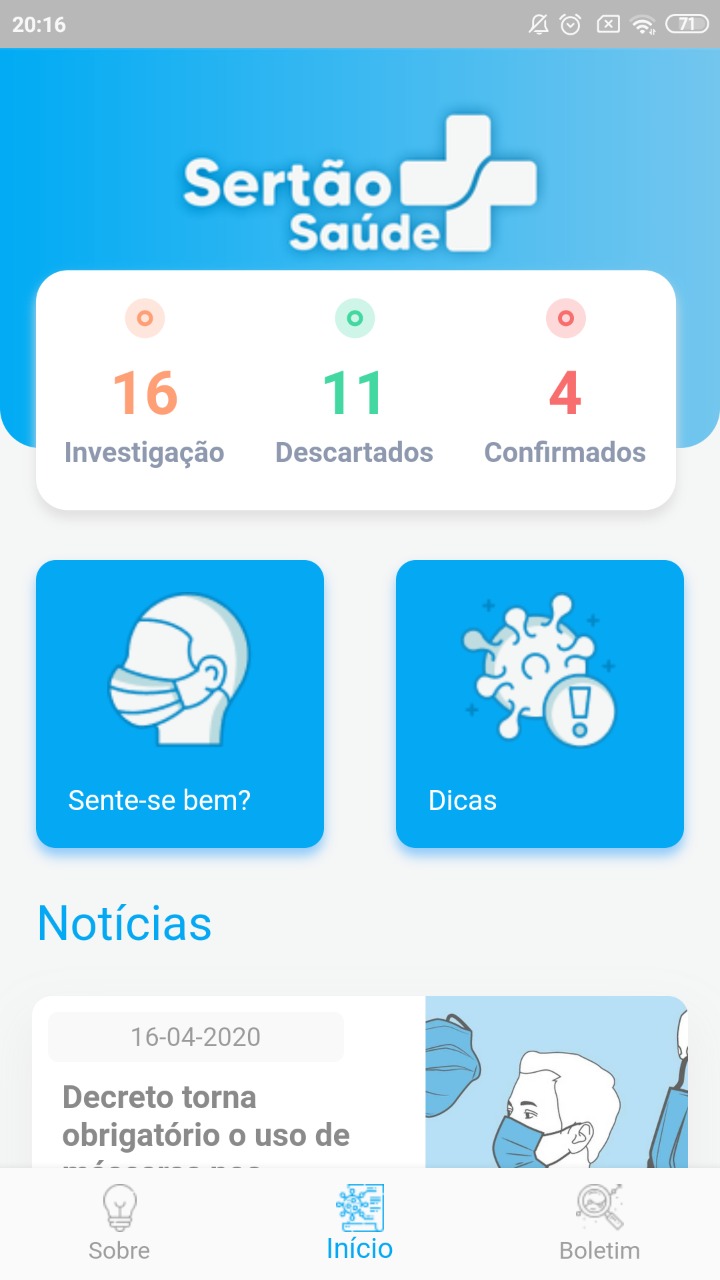 20:16
71
Sertão
Saúde
16
11
4
Investigação
Descartados
Confirmados
Sente-se bem?
Dicas
Notícias
16-04-2020
Decreto torna
obrigatório o uso de
Sobre
Início
Boletim